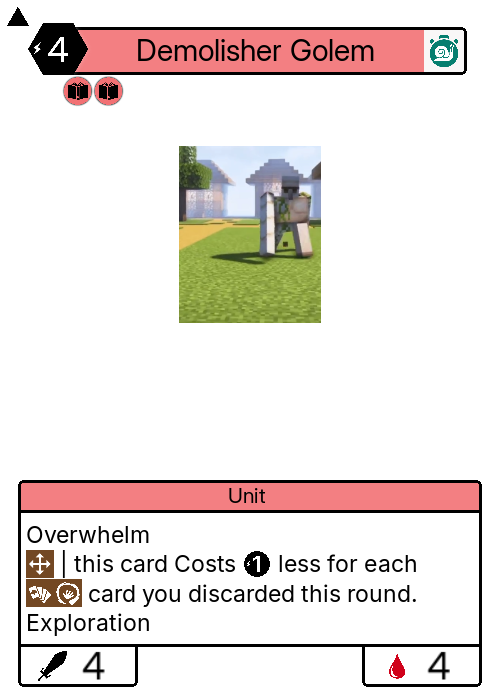 4 Demolisher Golem
Unit
Overwhelm
| this card Costs 1 less for each
card you discarded this round.
Exploration
4 4